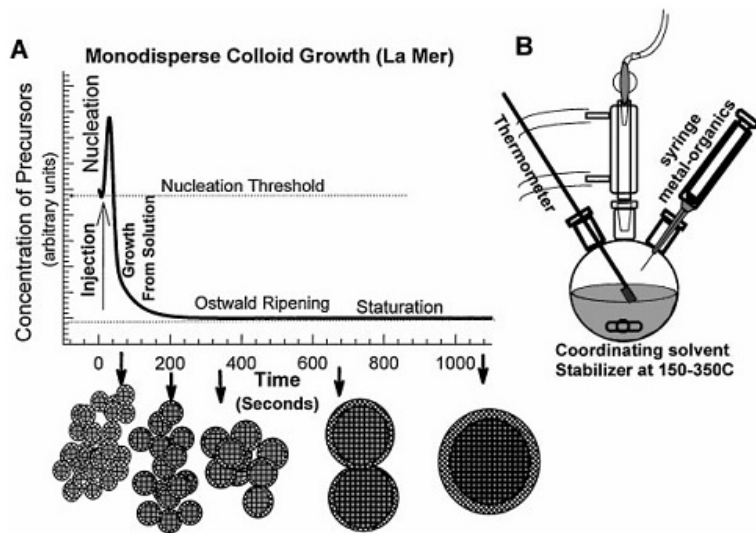 A
Monodisperse Colloid Growth (La Mer)
Concentration of Precursors
(arbitrary units)
Nucleation
Nucleation Threshold
Injection
Growth
From Solution
Ostwald Ripening
Staturation
0 200 400 600 800 1000
Time
(Seconds)
B
Thermometer
syringe
metal-organics
Coordinating solvent
Stabilizer at 150-350C